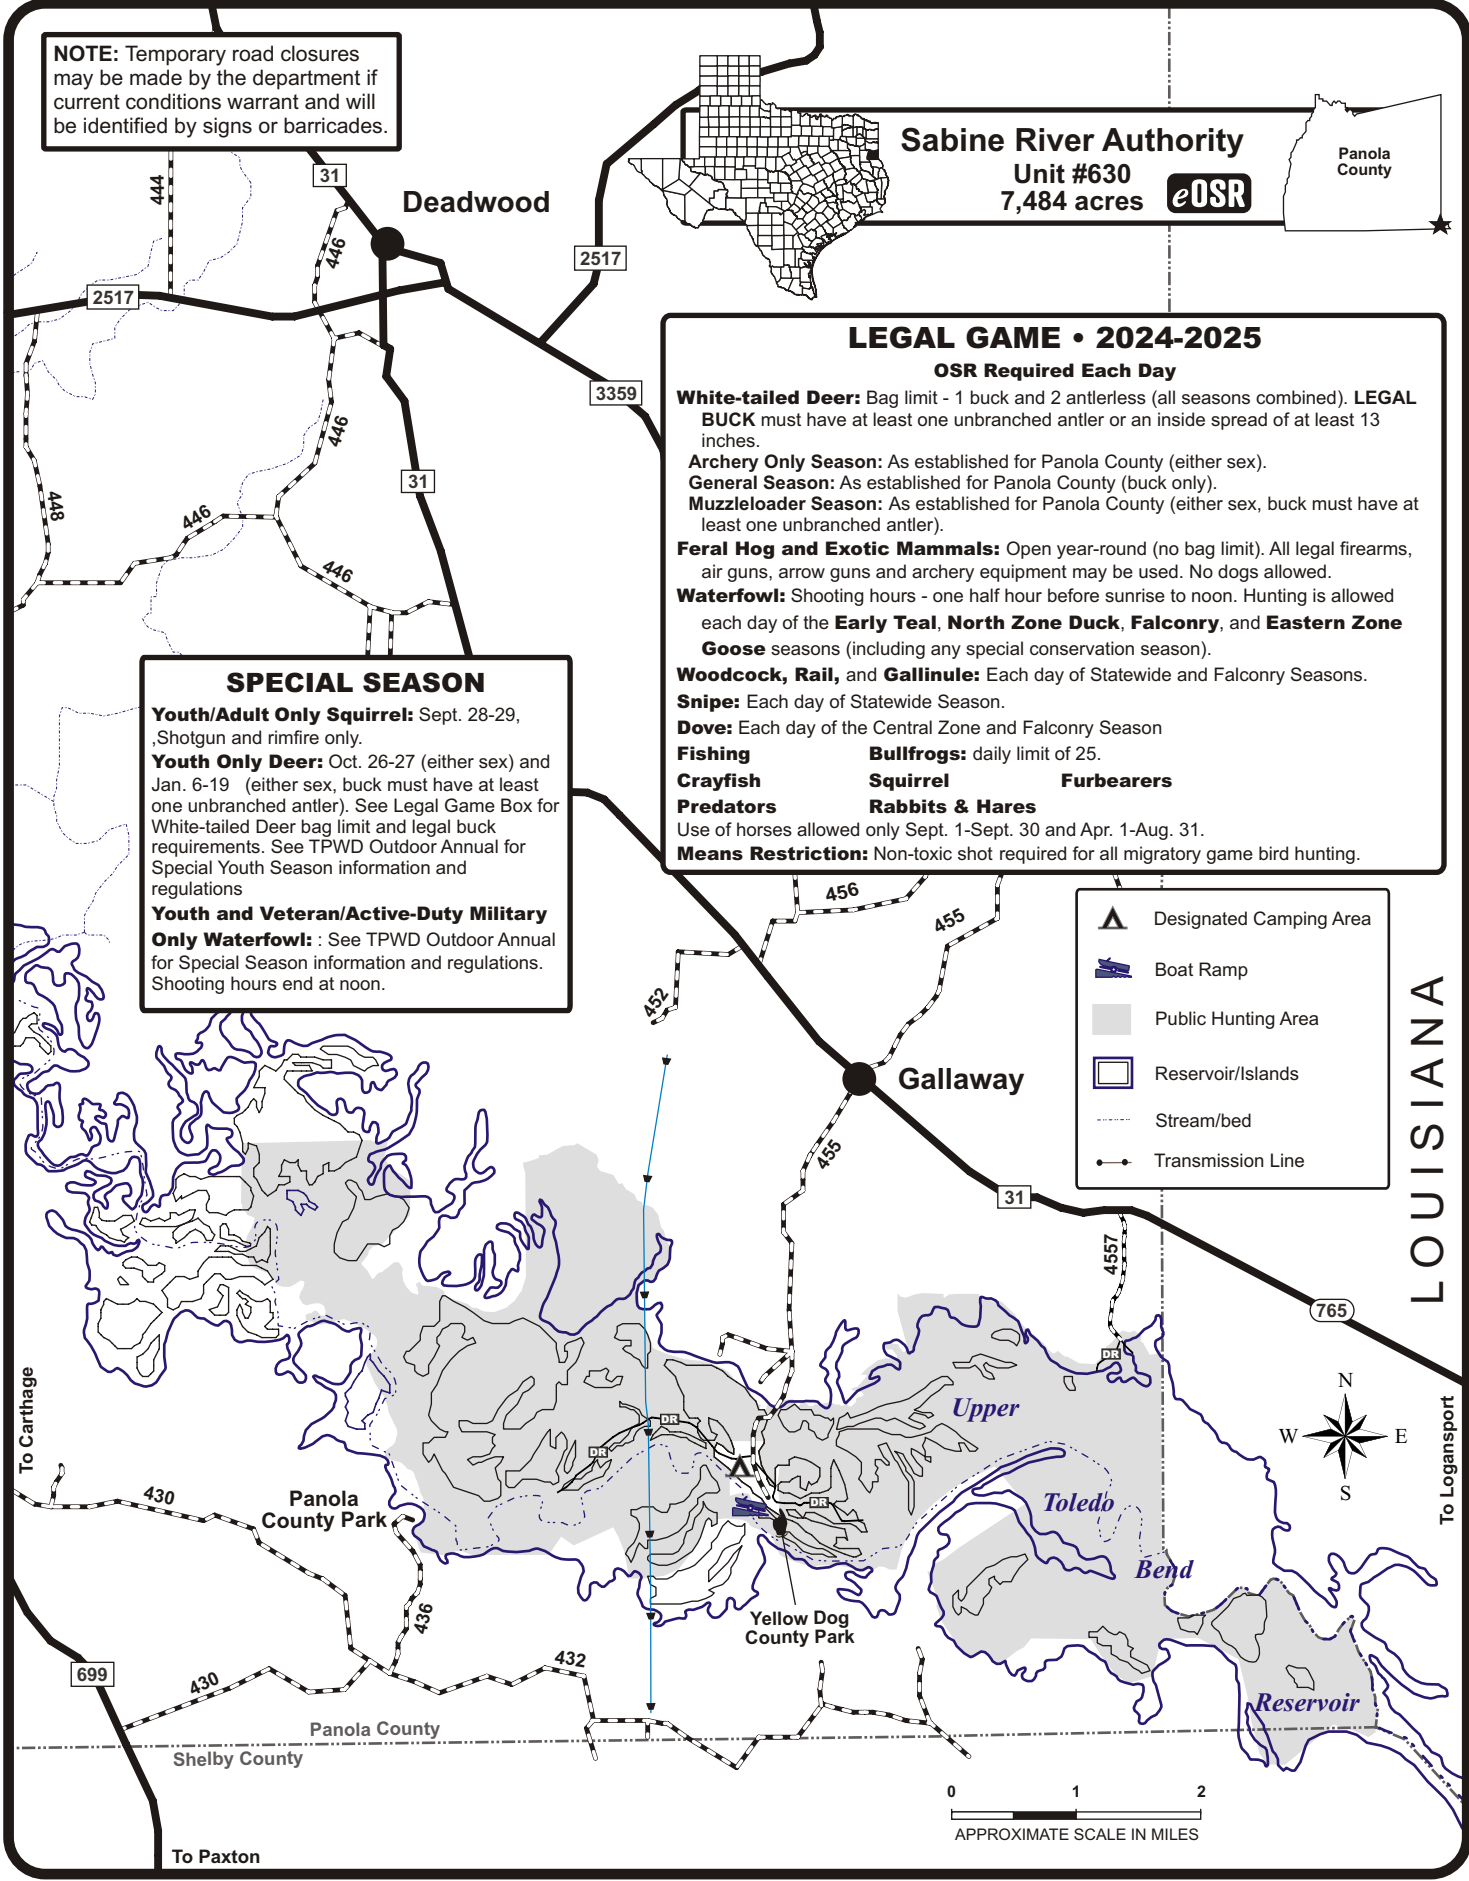 NOTE: Temporary road closures
may be made by the department if
current conditions warrant and will
be identified by signs or barricades.
Sabine River Authority
Unit #630
7,484 acres
eOSR
Panola
County
31
444
Deadwood
446
2517
2517
3359
446
31
448
446
446
LEGAL GAME • 2024-2025
OSR Required Each Day
White-tailed Deer: Bag limit - 1 buck and 2 antlerless (all seasons combined). LEGAL
BUCK must have at least one unbranched antler or an inside spread of at least 13
inches.
Archery Only Season: As established for Panola County (either sex).
General Season: As established for Panola County (buck only).
Muzzleloader Season: As established for Panola County (either sex, buck must have at
least one unbranched antler).
Feral Hog and Exotic Mammals: Open year-round (no bag limit). All legal firearms,
air guns, arrow guns and archery equipment may be used. No dogs allowed.
Waterfowl: Shooting hours - one half hour before sunrise to noon. Hunting is allowed
each day of the Early Teal, North Zone Duck, Falconry, and Eastern Zone
Goose seasons (including any special conservation season).
Woodcock, Rail, and Gallinule: Each day of Statewide and Falconry Seasons.
Snipe: Each day of Statewide Season.
Dove: Each day of the Central Zone and Falconry Season
Fishing Bullfrogs: daily limit of 25.
Crayfish Squirrel Furbearers
Predators Rabbits & Hares
Use of horses allowed only Sept. 1-Sept. 30 and Apr. 1-Aug. 31.
Means Restriction: Non-toxic shot required for all migratory game bird hunting.
SPECIAL SEASON
Youth/Adult Only Squirrel: Sept. 28-29,
,Shotgun and rimfire only.
Youth Only Deer: Oct. 26-27 (either sex) and
Jan. 6-19 (either sex, buck must have at least
one unbranched antler). See Legal Game Box for
White-tailed Deer bag limit and legal buck
requirements. See TPWD Outdoor Annual for
Special Youth Season information and
regulations
Youth and Veteran/Active-Duty Military
Only Waterfowl: : See TPWD Outdoor Annual
for Special Season information and regulations.
Shooting hours end at noon.
456
455
452
Designated Camping Area
Boat Ramp
Public Hunting Area
Reservoir/Islands
Stream/bed
Transmission Line
LOUISIANA
Gallaway
455
31
4557
765
DR
To Carthage
To Logansport
N
W E
S
Upper
Toledo
Bend
Reservoir
DR
DR
DR
430
Panola
County Park
436
Yellow Dog
County Park
432
699
430
Panola County
Shelby County
0 1 2
APPROXIMATE SCALE IN MILES
To Paxton